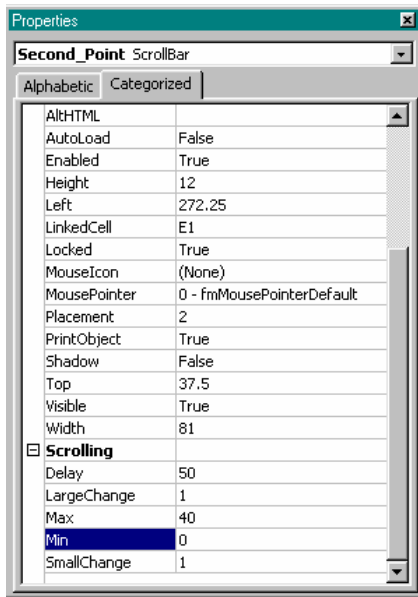 Properties
Second_Point ScrollBar
Alphabetic Categorized
AltHTML
AutoLoad False
Enabled True
Height 12
Left 272.25
LinkedCell E1
Locked True
MouseIcon (None)
MousePointer 0 - fmMousePointerDefault
Placement 2
PrintObject True
Shadow False
Top 37.5
Visible True
Width 81
Scrolling
Delay 50
LargeChange 1
Max 40
Min 0
SmallChange 1